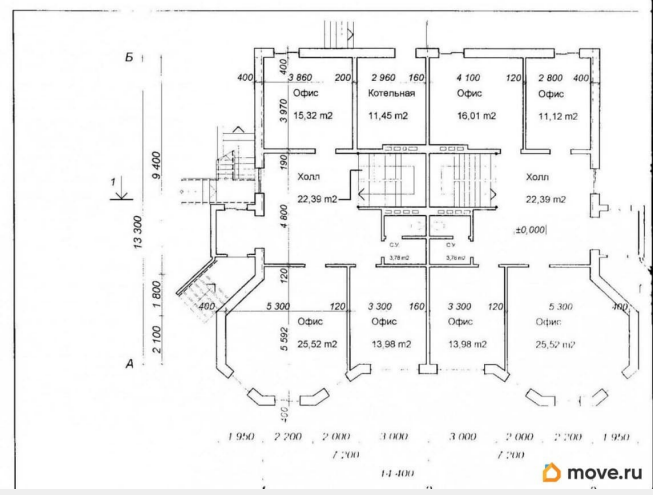 Б
400
3 860
200
2 960
160
4 100
120
2 800
400
400
Офис
15,32 m2
Котельная
11,45 m2
Офис
16,01 m2
Офис
11,12 m2
3 970
190
9 400
13 300
1
Холл
22,39 m2
Холл
22,39 m2
4 800
±0,000
С.У.
3,78 m2
С.У.
3,78 m2
120
1 800
400
5 300
120
3 300
160
3 300
120
5 300
400
Офис
25,52 m2
Офис
13,98 m2
Офис
13,98 m2
Офис
25,52 m2
5 592
2 100
А
400
1 950
2 200
2 000
3 000
3 000
2 000
2 200
1 950
7 200
7 200
14 400
move.ru